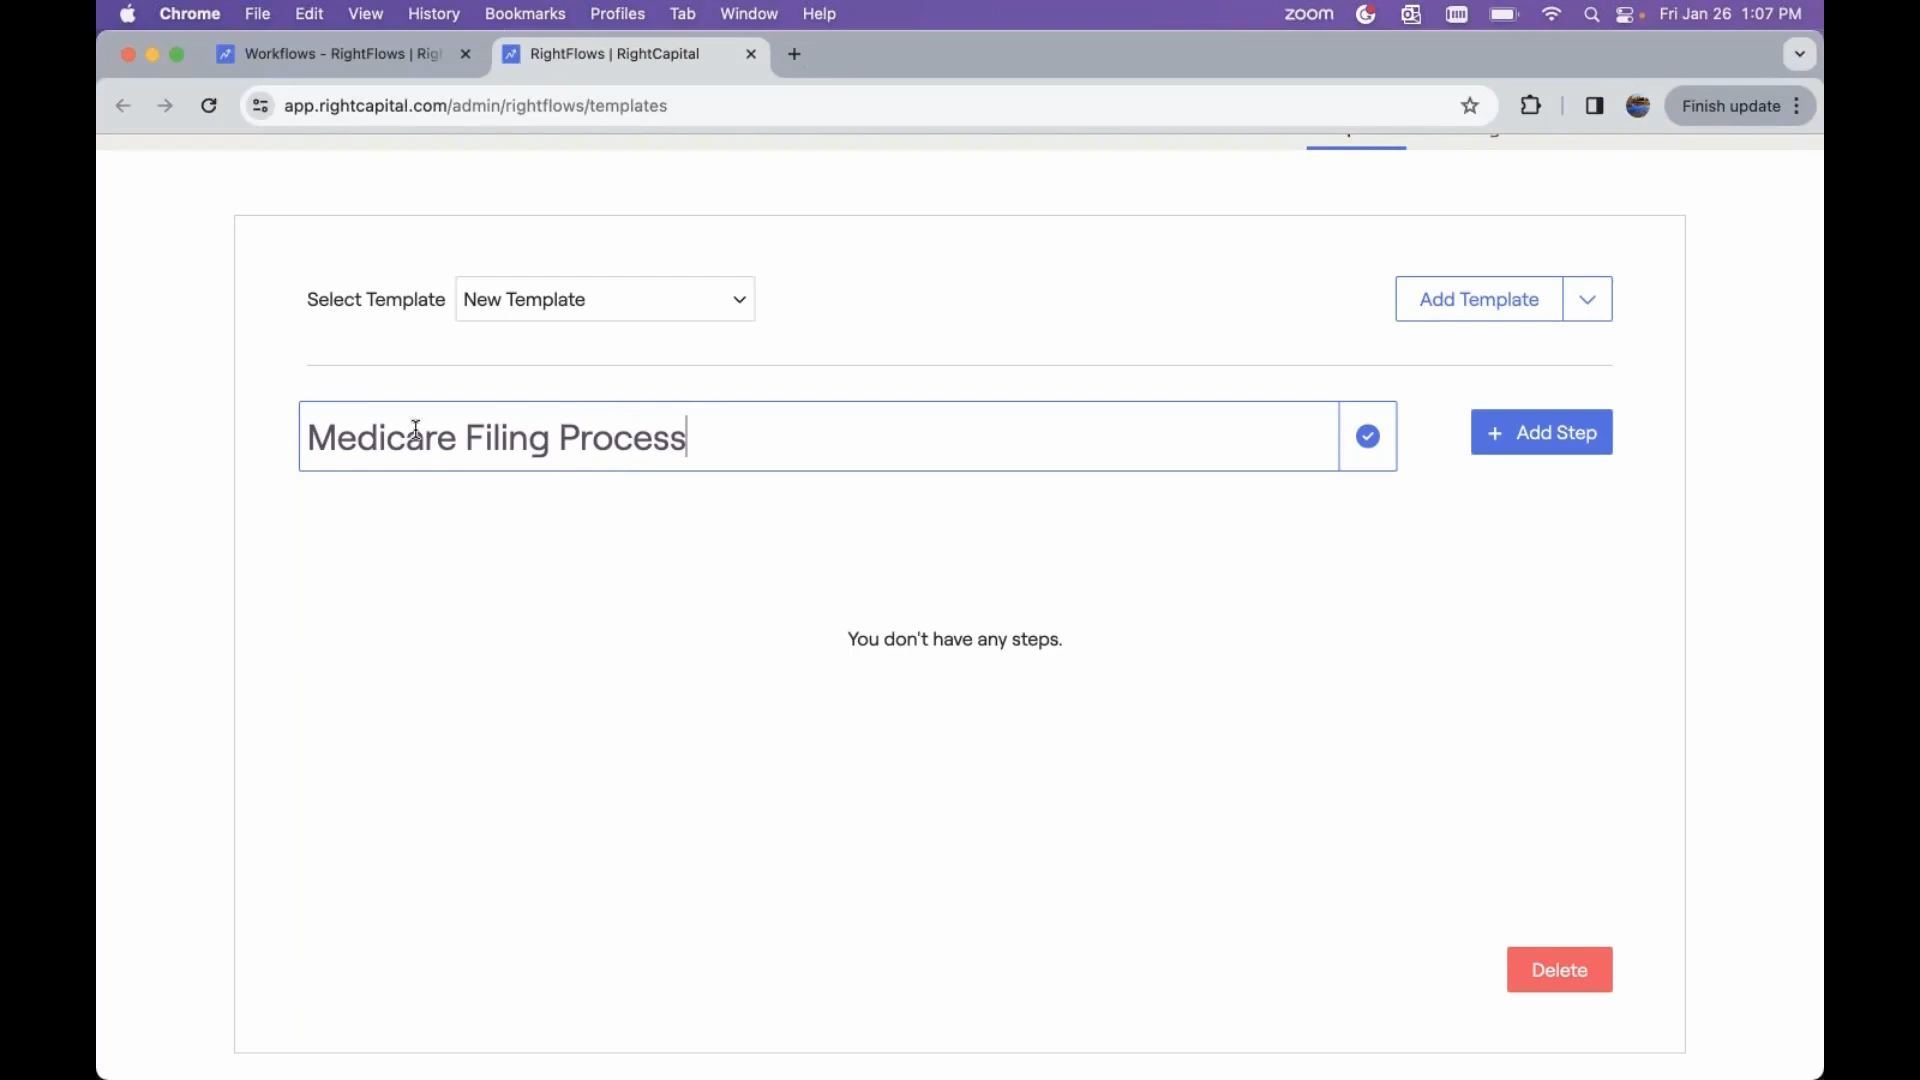 Chrome File Edit View History Bookmarks Profiles Tab Window Help zoom Fri Jan 26 1:07 PM
Workflows - RightFlows | Rig RightFlows | RightCapital
app.rightcapital.com/admin/rightflows/templates Finish update
Select Template New Template Add Template
Medicare Filing Process + Add Step
You don't have any steps.
Delete